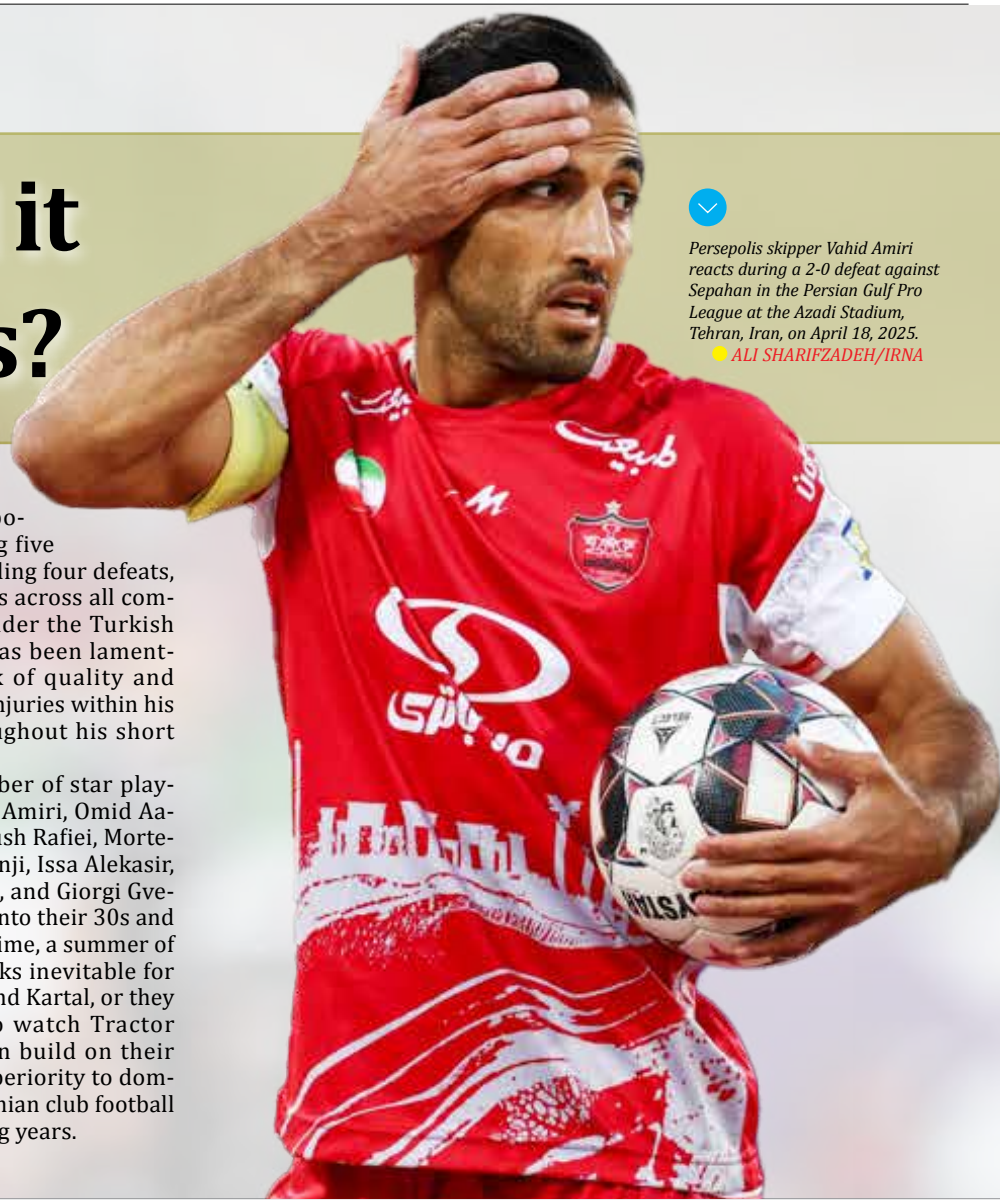 it
s?
Persepolis skipper Vahid Amiri
reacts during a 2-0 defeat against
Sepahan in the Persian Gulf Pro
League at the Azadi Stadium,
Tehran, Iran, on April 18, 2025.
ALI SHARIFZADEH/IRNA
o-
g five
ling four defeats,
s across all com-
der the Turkish
as been lament-
k of quality and
njuries within his
ghout his short
ber of star play-
Amiri, Omid Aa-
ush Rafiei, Morte-
nji, Issa Alekasir,
, and Giorgi Gve-
nto their 30s and
ime, a summer of
ks inevitable for
nd Kartal, or they
o watch Tractor
n build on their
periority to dom-
nian club football
g years.
طبیعت
SELECT
YSTAR